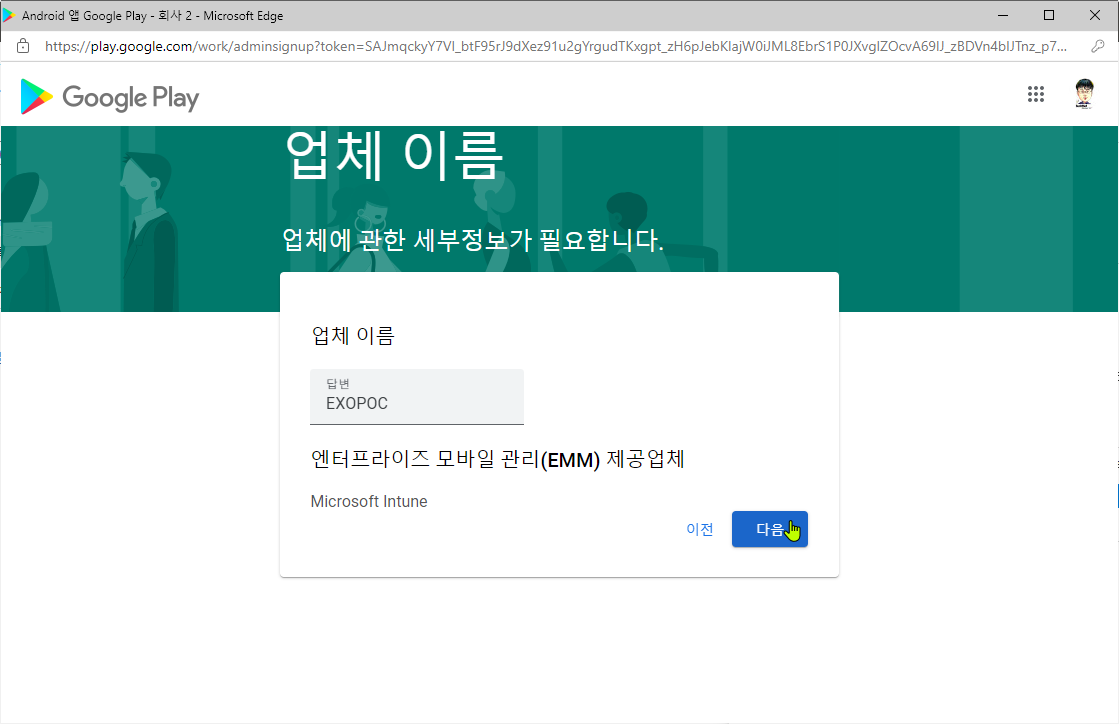 Android 앱 Google Play - 회사 2 - Microsoft Edge
https://play.google.com/work/adminsignup?token=SAJmqckyY7Vl_btF95rJ9dXez91u2gYrgudTKxgpt_zH6pJebKlajW0iJML8EbrS1P0JXvgIZOcvA69IJ_zBDVn4bIJTnz_p7...
Google Play
업체 이름
업체에 관한 세부정보가 필요합니다.
업체 이름
답변
EXOPOC
엔터프라이즈 모바일 관리(EMM) 제공업체
Microsoft Intune
이전 다음